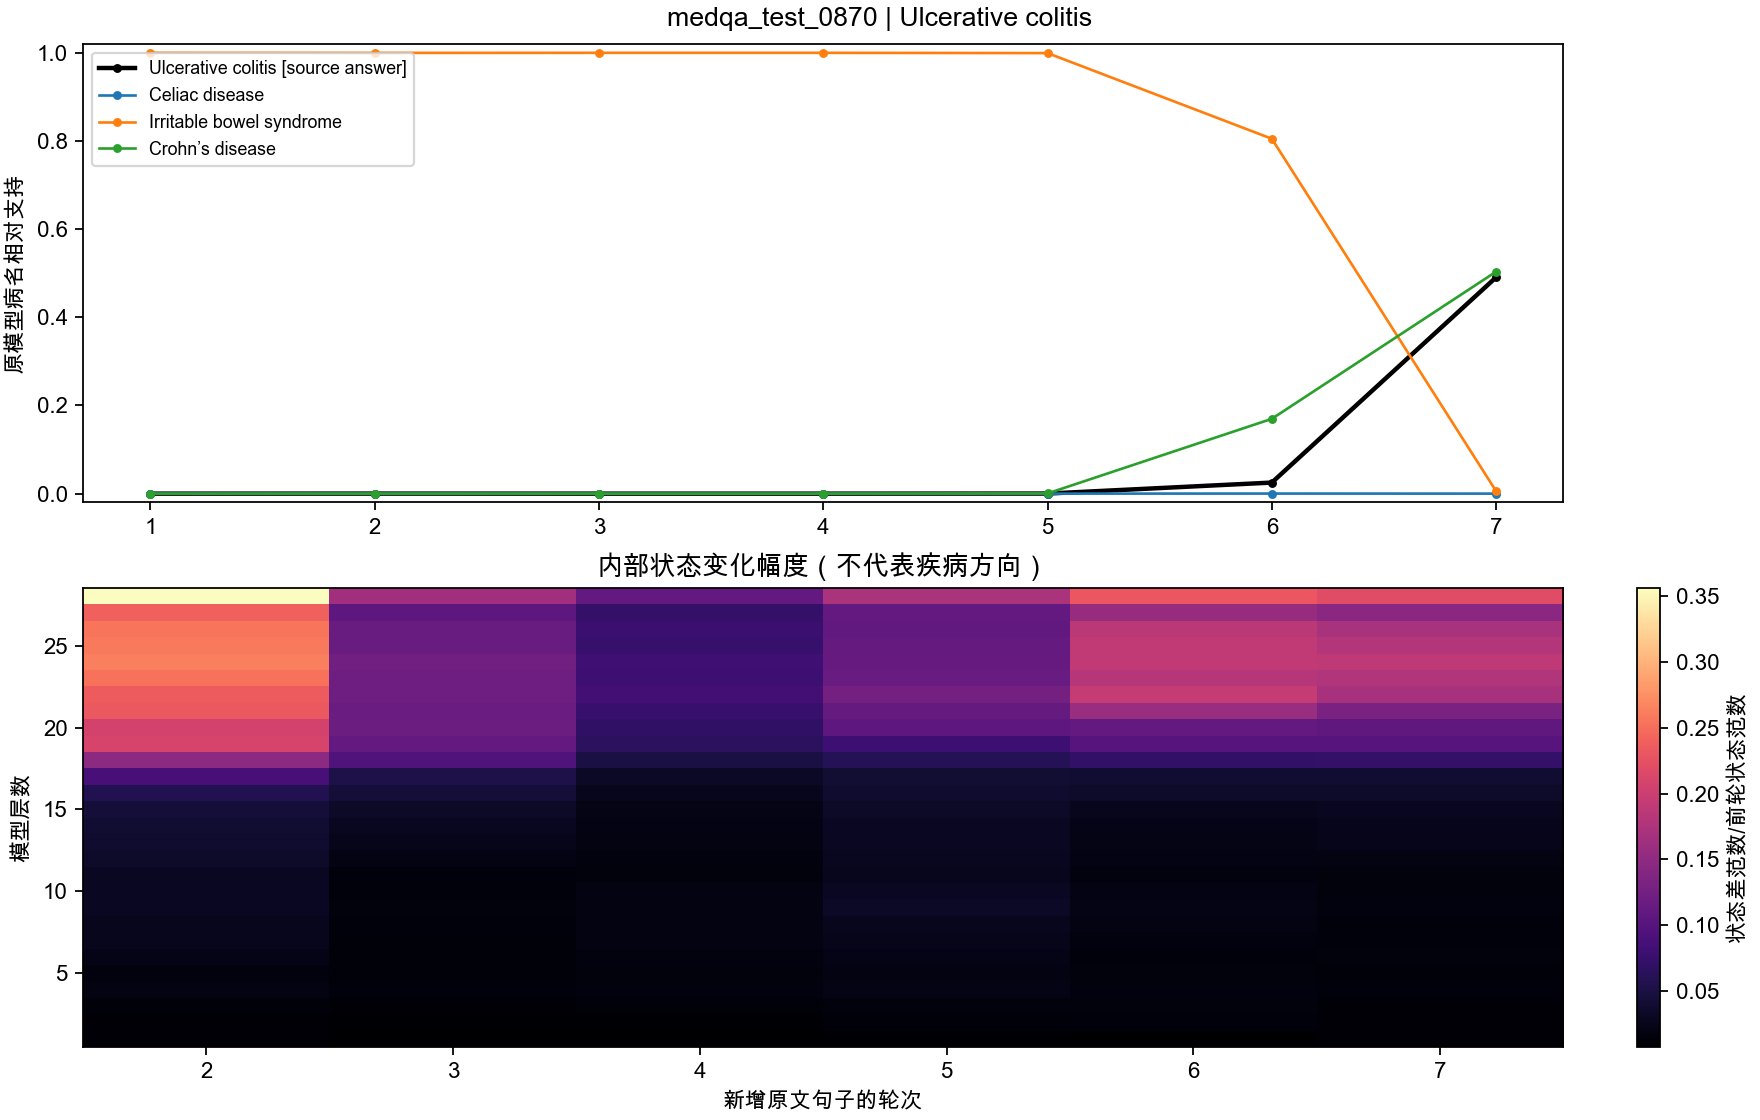 medqa_test_0870 | Ulcerative colitis
原模型病名相对支持
1.0
0.8
0.6
0.4
0.2
0.0
Ulcerative colitis [source answer]
Celiac disease
Irritable bowel syndrome
Crohn’s disease
1 2 3 4 5 6 7
内部状态变化幅度（不代表疾病方向）
模型层数
25
20
15
10
5
2 3 4 5 6 7
新增原文句子的轮次
0.35
0.30
0.25
0.20
0.15
0.10
0.05
状态差范数/前轮状态范数